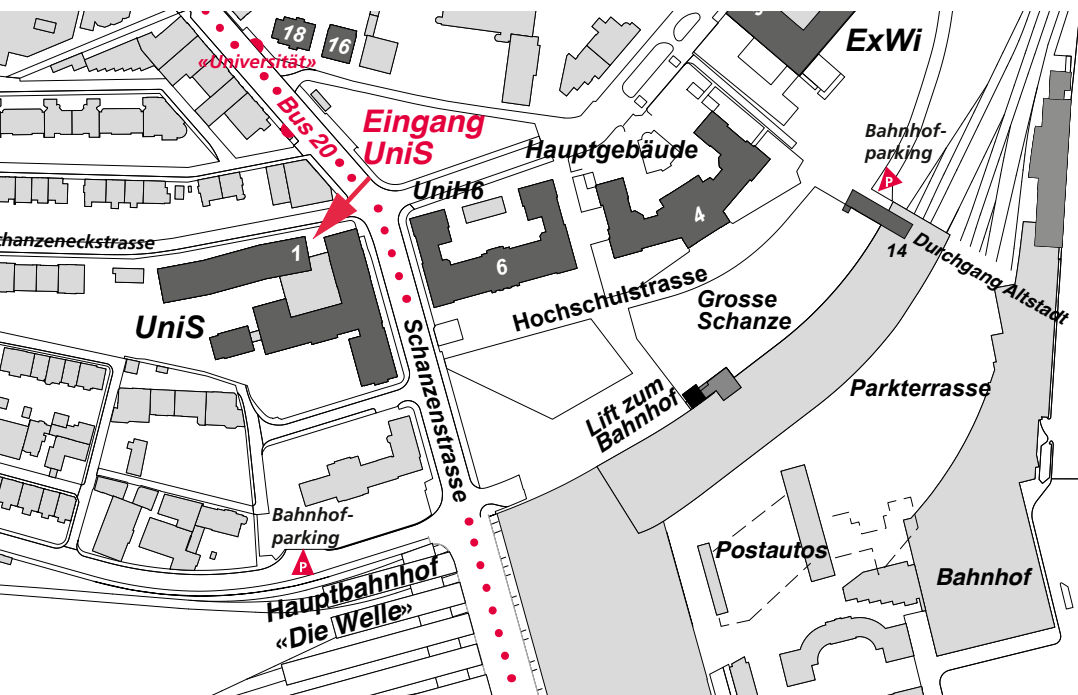 18
16
ExWi
«Universität»
Bus 20
Eingang
UniS
Bahnhof-
parking
P
Hauptgebäude
UniH6
4
chanzeneckstrasse
1
6
14
Durchgang Altstadt
Hochschulstrasse
Grosse
Schanze
UniS
Schanzenstrasse
Parkterrasse
Lift zum
Bahnhof
Bahnhof-
parking
P
Postautos
Bahnhof
Hauptbahnhof
«Die Welle»